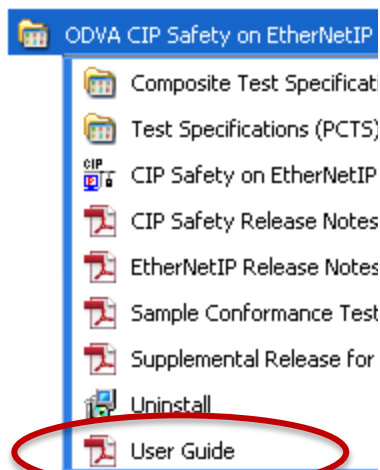 ODVA CIP Safety on EtherNetIP
Composite Test Specificati
Test Specifications (PCTS)
CIP Safety on EtherNetIP
CIP Safety Release Notes
EtherNetIP Release Notes
Sample Conformance Test
Supplemental Release for
Uninstall
User Guide